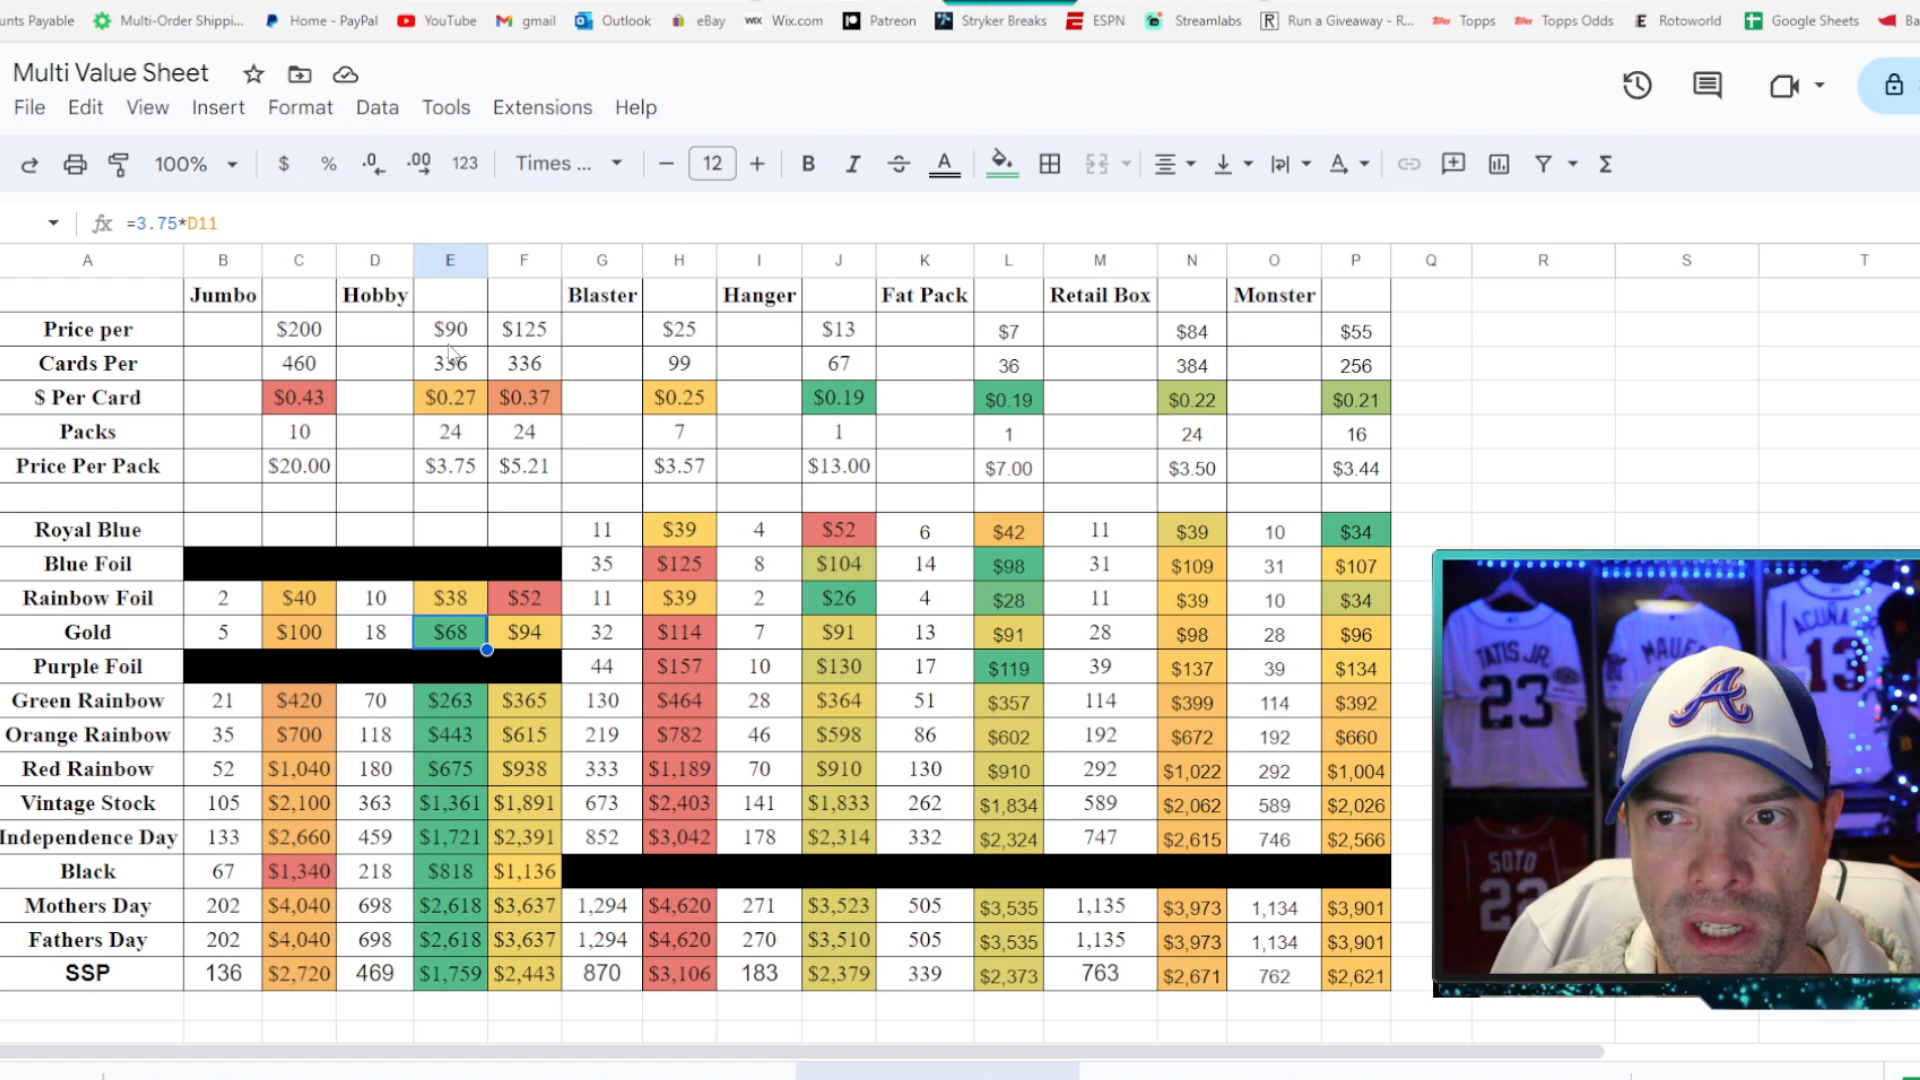 unts Payable Multi-Order Shippi... Home - PayPal YouTube gmail Outlook eBay WIX Wix.com Patreon Stryker Breaks ESPN Streamlabs R Run a Giveaway - R... Topps Topps Odds E Rotoworld Google Sheets Ba
Multi Value Sheet
File Edit View Insert Format Data Tools Extensions Help
100% $ % .0 .00 123 Times ... − 12 + B I A A Σ
fx =3.75*D11
A B C D E F G H I J K L M N O P Q R S T
Jumbo Hobby Blaster Hanger Fat Pack Retail Box Monster
Price per $200 $90 $125 $25 $13 $7 $84 $55
Cards Per 460 336 336 99 67 36 384 256
$ Per Card $0.43 $0.27 $0.37 $0.25 $0.19 $0.19 $0.22 $0.21
Packs 10 24 24 7 1 1 24 16
Price Per Pack $20.00 $3.75 $5.21 $3.57 $13.00 $7.00 $3.50 $3.44
Royal Blue 11 $39 4 $52 6 $42 11 $39 10 $34
Blue Foil 35 $125 8 $104 14 $98 31 $109 31 $107
Rainbow Foil 2 $40 10 $38 $52 11 $39 2 $26 4 $28 11 $39 10 $34
Gold 5 $100 18 $68 $94 32 $114 7 $91 13 $91 28 $98 28 $96
Purple Foil 44 $157 10 $130 17 $119 39 $137 39 $134
Green Rainbow 21 $420 70 $263 $365 130 $464 28 $364 51 $357 114 $399 114 $392
Orange Rainbow 35 $700 118 $443 $615 219 $782 46 $598 86 $602 192 $672 192 $660
Red Rainbow 52 $1,040 180 $675 $938 333 $1,189 70 $910 130 $910 292 $1,022 292 $1,004
Vintage Stock 105 $2,100 363 $1,361 $1,891 673 $2,403 141 $1,833 262 $1,834 589 $2,062 589 $2,026
Independence Day 133 $2,660 459 $1,721 $2,391 852 $3,042 178 $2,314 332 $2,324 747 $2,615 746 $2,566
Black 67 $1,340 218 $818 $1,136
Mothers Day 202 $4,040 698 $2,618 $3,637 1,294 $4,620 271 $3,523 505 $3,535 1,135 $3,973 1,134 $3,901
Fathers Day 202 $4,040 698 $2,618 $3,637 1,294 $4,620 270 $3,510 505 $3,535 1,135 $3,973 1,134 $3,901
SSP 136 $2,720 469 $1,759 $2,443 870 $3,106 183 $2,379 339 $2,373 763 $2,671 762 $2,621
TATIS JR.
23
MAUER
ACUÑA
13
SOTO
22
A